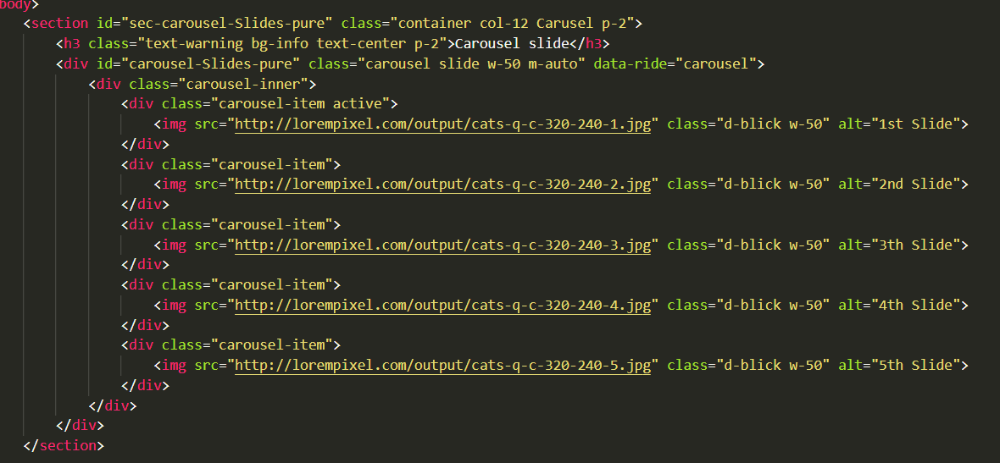 body>
<section id="sec-carousel-Slides-pure" class="container col-12 Carusel p-2">
<h3 class="text-warning bg-info text-center p-2">Carousel slide</h3>
<div id="carousel-Slides-pure" class="carousel slide w-50 m-auto" data-ride="carousel">
<div class="carousel-inner">
<div class="carousel-item active">
<img src="http://lorempixel.com/output/cats-q-c-320-240-1.jpg" class="d-blick w-50" alt="1st Slide">
</div>
<div class="carousel-item">
<img src="http://lorempixel.com/output/cats-q-c-320-240-2.jpg" class="d-blick w-50" alt="2nd Slide">
</div>
<div class="carousel-item">
<img src="http://lorempixel.com/output/cats-q-c-320-240-3.jpg" class="d-blick w-50" alt="3th Slide">
</div>
<div class="carousel-item">
<img src="http://lorempixel.com/output/cats-q-c-320-240-4.jpg" class="d-blick w-50" alt="4th Slide">
</div>
<div class="carousel-item">
<img src="http://lorempixel.com/output/cats-q-c-320-240-5.jpg" class="d-blick w-50" alt="5th Slide">
</div>
</div>
</div>
</section>